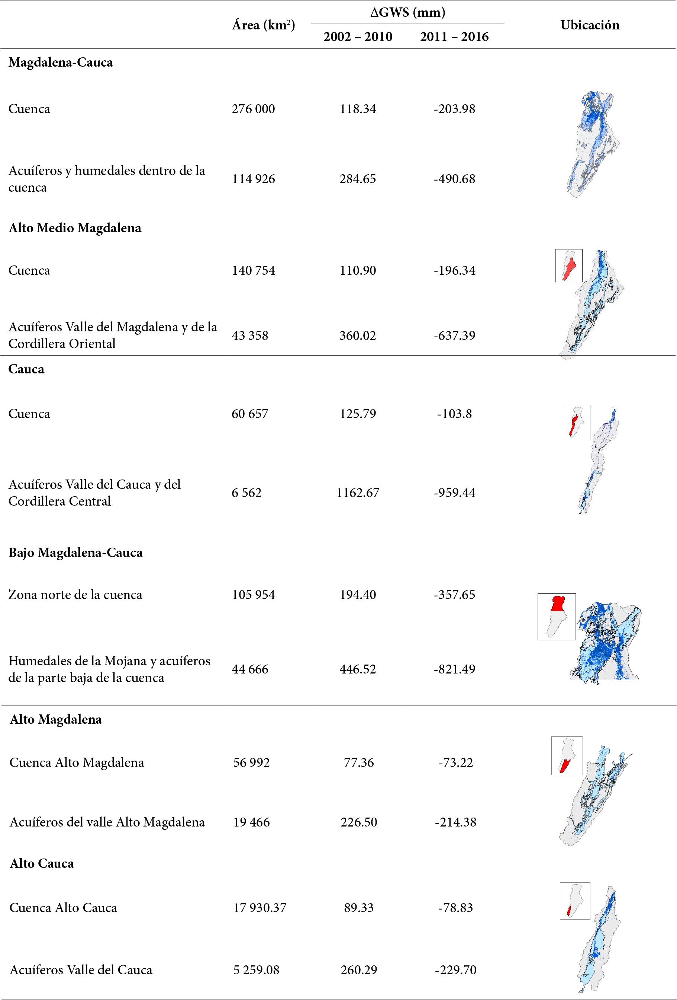 Área (km²) ΔGWS (mm) Ubicación
2002 – 2010 2011 – 2016
Magdalena-Cauca
Cuenca 276 000 118.34 -203.98
Acuíferos y humedales dentro de la
cuenca 114 926 284.65 -490.68
Alto Medio Magdalena
Cuenca 140 754 110.90 -196.34
Acuíferos Valle del Magdalena y de la
Cordillera Oriental 43 358 360.02 -637.39
Cauca
Cuenca 60 657 125.79 -103.8
Acuíferos Valle del Cauca y del
Cordillera Central 6 562 1162.67 -959.44
Bajo Magdalena-Cauca
Zona norte de la cuenca 105 954 194.40 -357.65
Humedales de la Mojana y acuíferos
de la parte baja de la cuenca 44 666 446.52 -821.49
Alto Magdalena
Cuenca Alto Magdalena 56 992 77.36 -73.22
Acuíferos del valle Alto Magdalena 19 466 226.50 -214.38
Alto Cauca
Cuenca Alto Cauca 17 930.37 89.33 -78.83
Acuíferos Valle del Cauca 5 259.08 260.29 -229.70